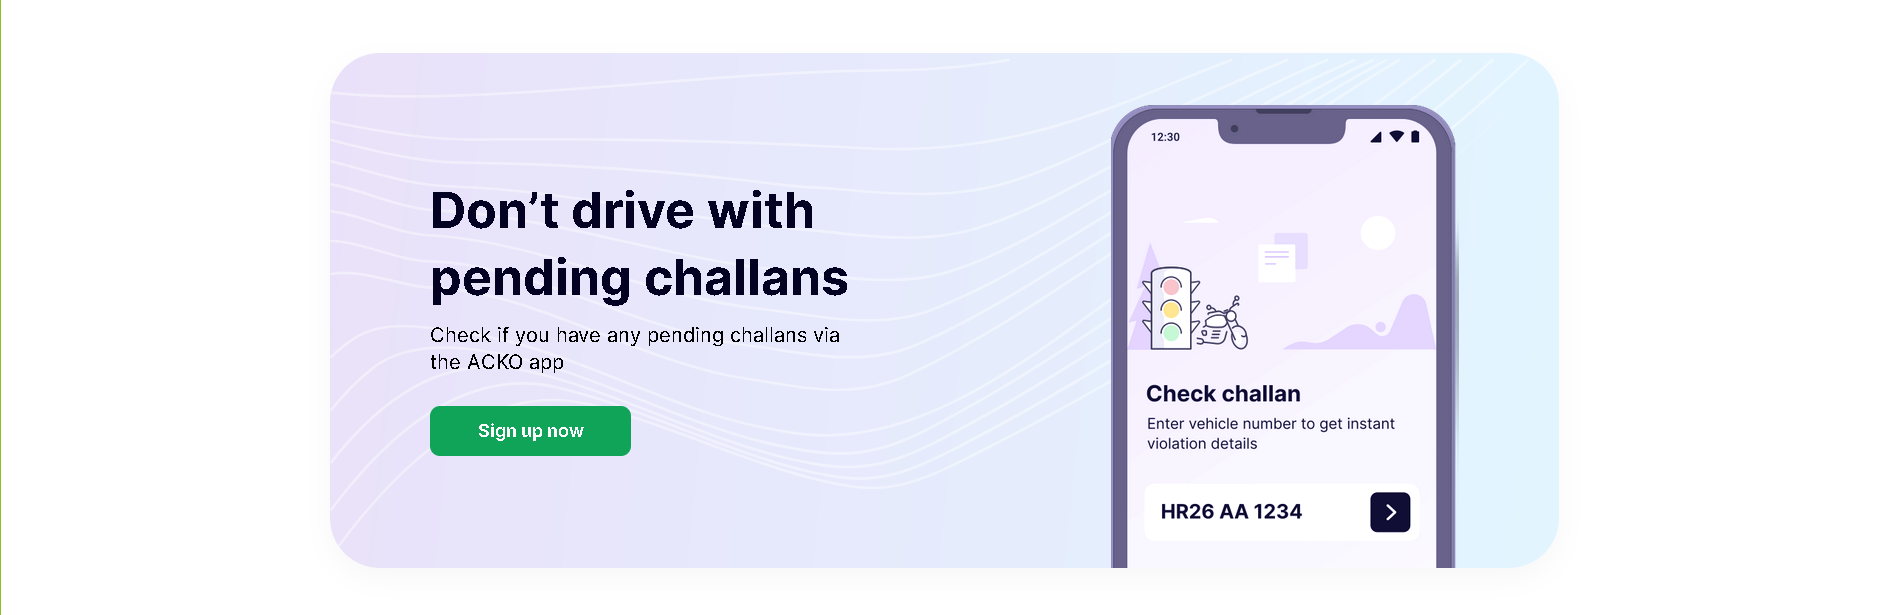 Don’t drive with
pending challans
Check if you have any pending challans via
the ACKO app
Sign up now
12:30
Check challan
Enter vehicle number to get instant
violation details
HR26 AA 1234